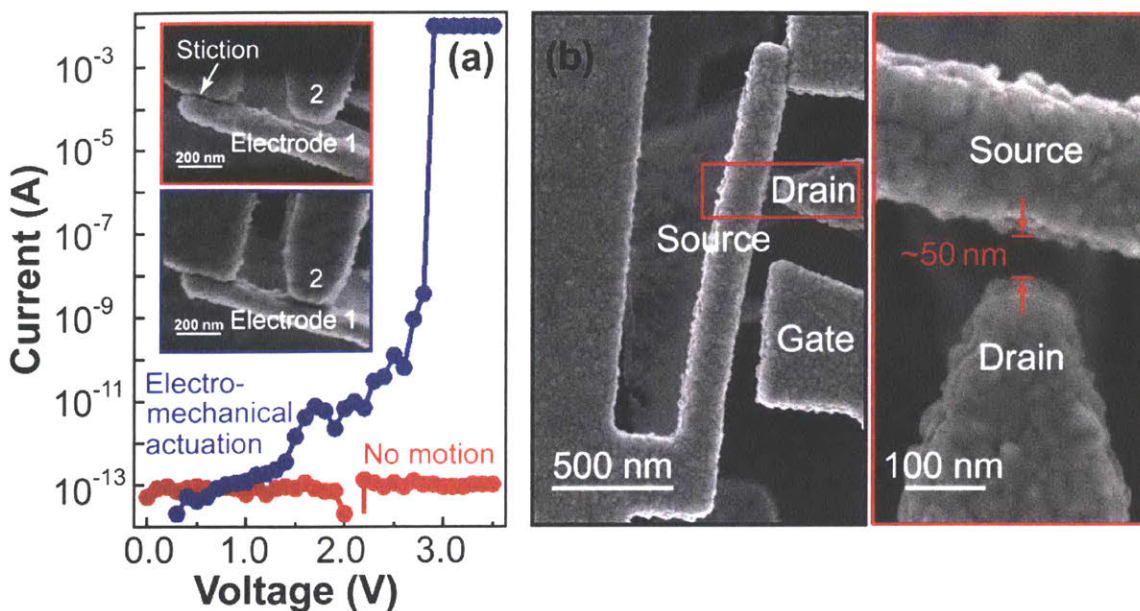 Current (A)
10⁻³
10⁻⁵
10⁻⁷
10⁻⁹
10⁻¹¹
10⁻¹³
(a)
Stiction
2
Electrode 1
200 nm
2
Electrode 1
200 nm
Electro-
mechanical
actuation
No motion
0.0 1.0 2.0 3.0
Voltage (V)
(b)
Drain
Source
Gate
500 nm
Source
~50 nm
Drain
100 nm